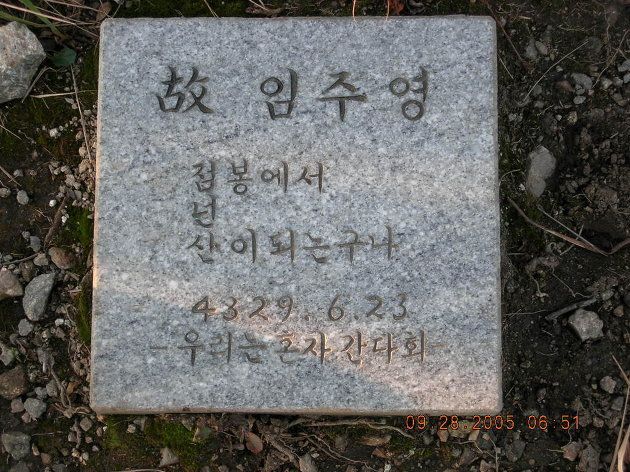 故 임주영
점봉에서
넌
산이되는구나
4329. 6. 23
-우리는혼자간다회-
09 28 2005 06:51